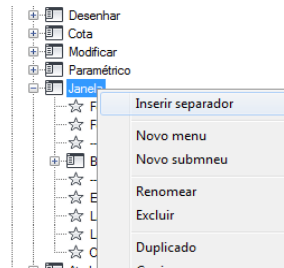 Desenhar
Cota
Modificar
Paramétrico
Janela
Inserir separador
F
F
Novo menu
--
B
Novo submneu
--
E
Renomear
L
Excluir
L
Duplicado
O